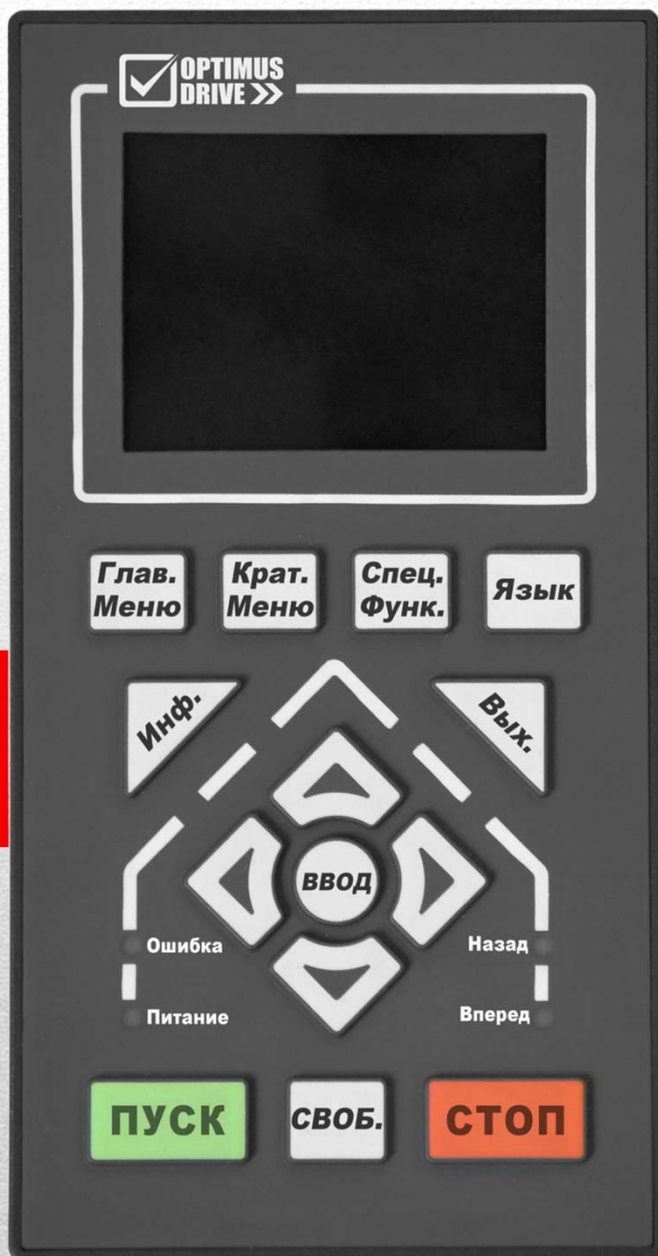 OPTIMUS
DRIVE
Глав.
Меню
Крат.
Меню
Спец.
Функ.
Язык
Инф.
Вых.
ВВОД
Ошибка
Назад
Питание
Вперед
ПУСК
СВОБ.
СТОП